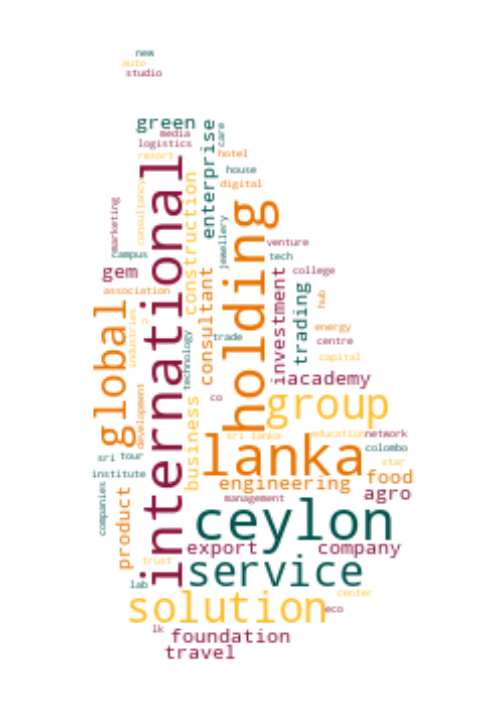 new
auto
studio
green
media
logistics
resort
enterprise
care
hotel
house
digital
international
consultancy
construction
marketing
holding
jewellery
campus
venture
tech
gem
college
association
consultant
investment
trading
hub
global
industries
n
technology
trade
energy
centre
capital
development
co
academy
group
business
sri lanka
education
network
lanka
colombo
sri
tour
star
institute
engineering
food
companies
product
management
agro
ceylon
export
company
trust
service
lab
center
solution
eco
lk
foundation
travel